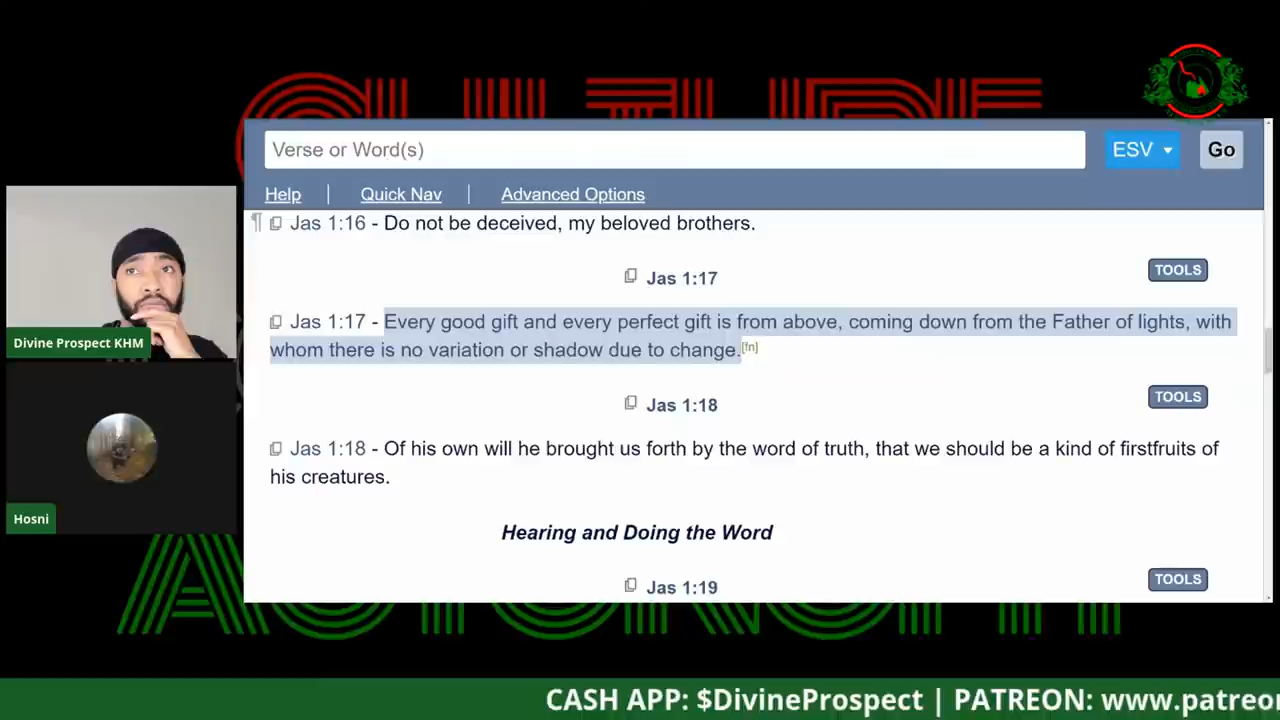 Verse or Word(s)
ESV
Go
Help | Quick Nav | Advanced Options
¶ Jas 1:16 - Do not be deceived, my beloved brothers.
Jas 1:17
TOOLS
Jas 1:17 - Every good gift and every perfect gift is from above, coming down from the Father of lights, with
whom there is no variation or shadow due to change.[fn]
Jas 1:18
TOOLS
Jas 1:18 - Of his own will he brought us forth by the word of truth, that we should be a kind of firstfruits of
his creatures.
Hearing and Doing the Word
Jas 1:19
TOOLS
Divine Prospect KHM
Hosni
CASH APP: $DivineProspect | PATREON: www.patreo